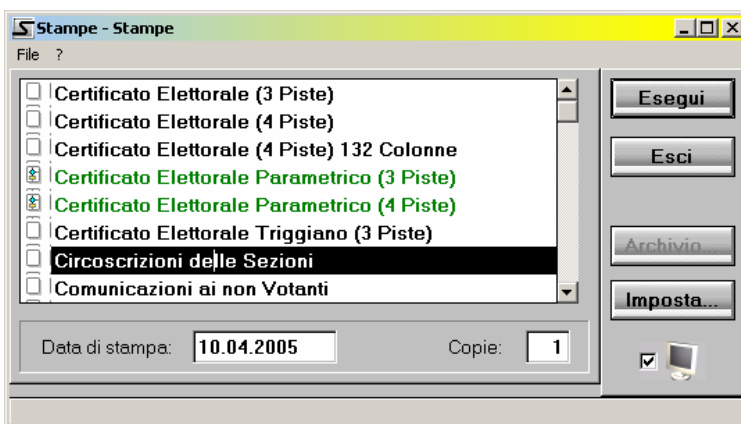 Stampe - Stampe
File ?
Certificato Elettorale (3 Piste)
Certificato Elettorale (4 Piste)
Certificato Elettorale (4 Piste) 132 Colonne
Certificato Elettorale Parametrico (3 Piste)
Certificato Elettorale Parametrico (4 Piste)
Certificato Elettorale Triggiano (3 Piste)
Circoscrizioni delle Sezioni
Comunicazioni ai non Votanti
Data di stampa: 10.04.2005 Copie: 1
Esegui
Esci
Archivio...
Imposta...